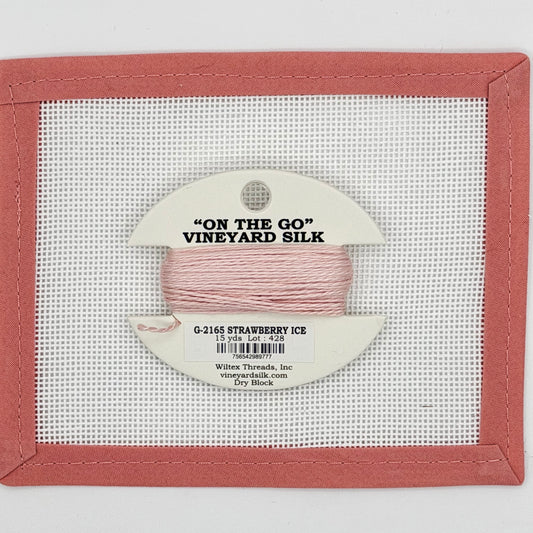 “ON THE GO”
VINEYARD SILK
G-2165 STRAWBERRY ICE
15 yds Lot : 428
756542989777
Wiltex Threads, Inc
vineyardsilk.com
Dry Block